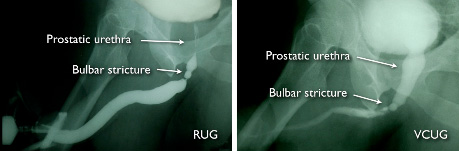 Prostatic urethra
Bulbar stricture
RUG
Prostatic urethra
Bulbar stricture
VCUG